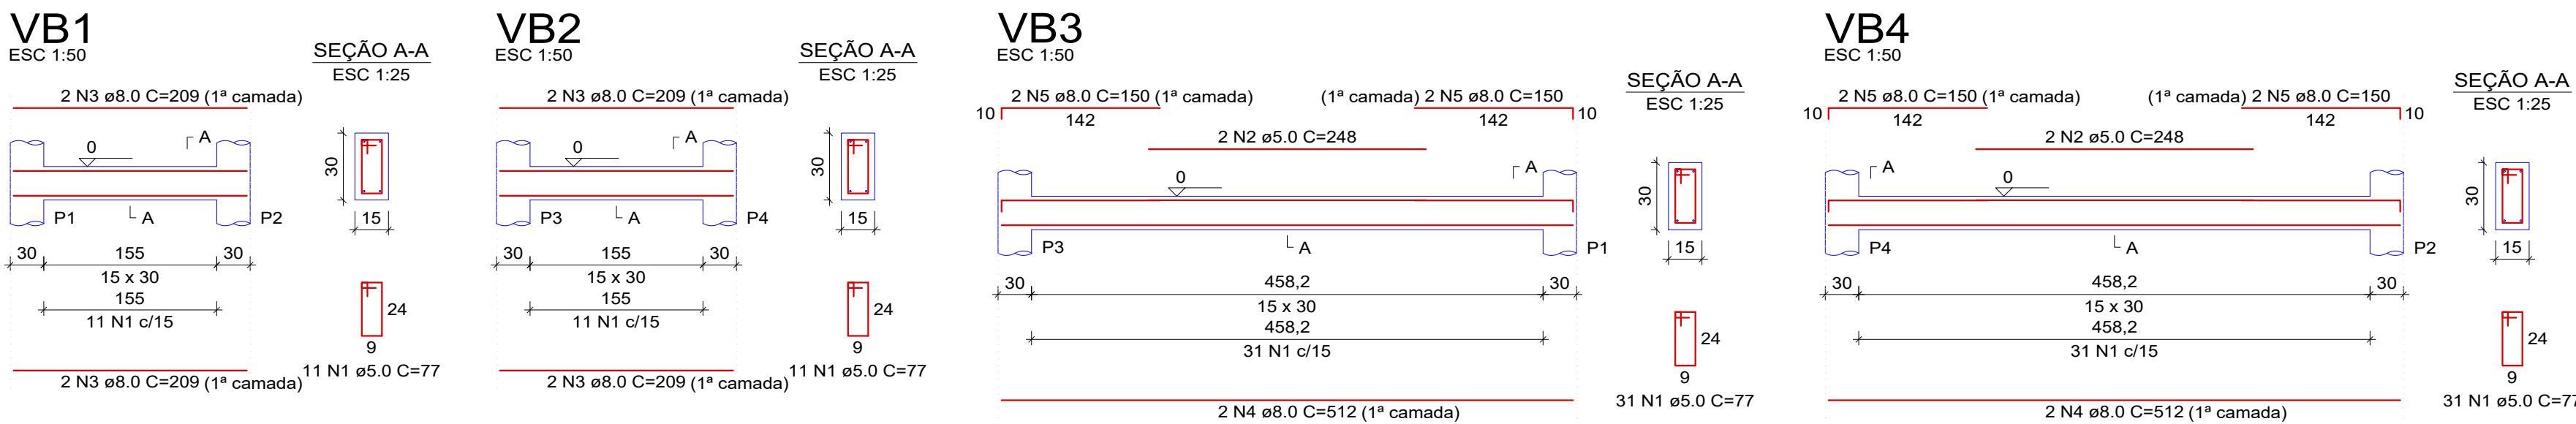 VB1
ESC 1:50
SEÇÃO A-A
ESC 1:25
2 N3 ø8.0 C=209 (1ª camada)
A
0
30
P1
A
P2
15
30 155 30
15 x 30
155
11 N1 c/15
24
9
11 N1 ø5.0 C=77
2 N3 ø8.0 C=209 (1ª camada)
VB2
ESC 1:50
SEÇÃO A-A
ESC 1:25
2 N3 ø8.0 C=209 (1ª camada)
A
0
30
P3
A
P4
15
30 155 30
15 x 30
155
11 N1 c/15
24
9
11 N1 ø5.0 C=77
2 N3 ø8.0 C=209 (1ª camada)
VB3
ESC 1:50
SEÇÃO A-A
ESC 1:25
2 N5 ø8.0 C=150 (1ª camada)
(1ª camada) 2 N5 ø8.0 C=150
10 142
142 10
2 N2 ø5.0 C=248
A
0
30
P3
A
P1
15
30 458,2 30
15 x 30
458,2
31 N1 c/15
24
9
31 N1 ø5.0 C=77
2 N4 ø8.0 C=512 (1ª camada)
VB4
ESC 1:50
SEÇÃO A-A
ESC 1:25
2 N5 ø8.0 C=150 (1ª camada)
(1ª camada) 2 N5 ø8.0 C=150
10 142
142 10
2 N2 ø5.0 C=248
A
0
30
P4
A
P2
15
30 458,2 30
15 x 30
458,2
31 N1 c/15
24
9
31 N1 ø5.0 C=77
2 N4 ø8.0 C=512 (1ª camada)